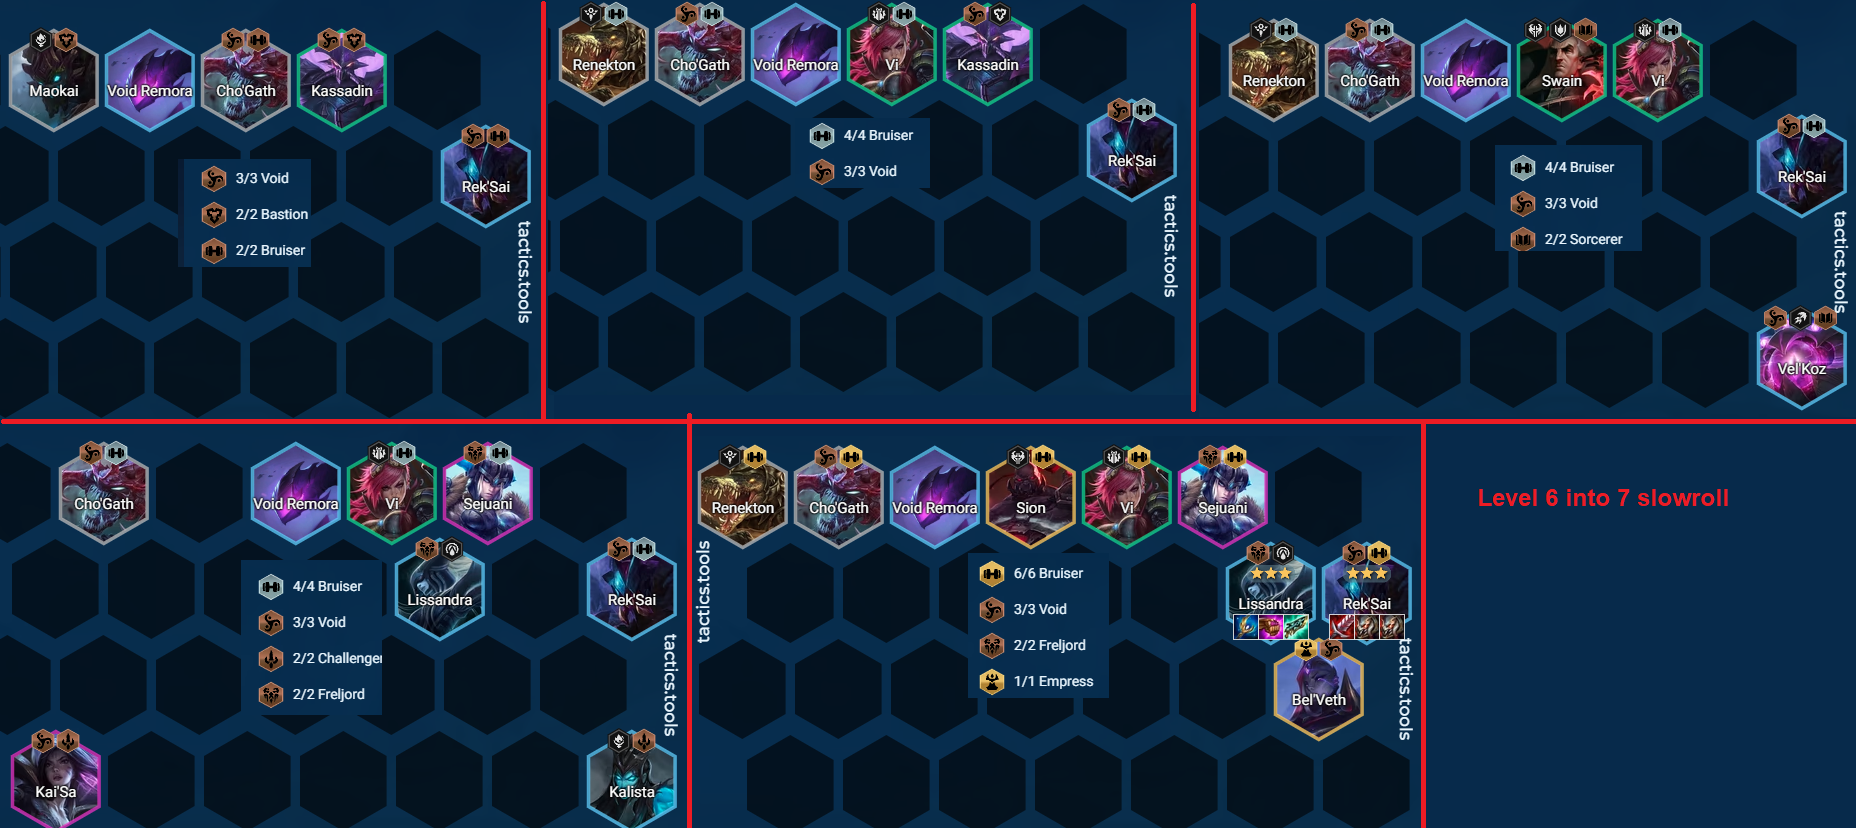 Maokai
Void Remora
Cho'Gath
Kassadin
Rek'Sai
3/3 Void
2/2 Bastion
2/2 Bruiser
tactics.tools
Renekton
Cho'Gath
Void Remora
Vi
Kassadin
Rek'Sai
4/4 Bruiser
3/3 Void
tactics.tools
Renekton
Cho'Gath
Void Remora
Swain
Vi
Rek'Sai
4/4 Bruiser
3/3 Void
2/2 Sorcerer
tactics.tools
Vel'Koz
Cho'Gath
Void Remora
Vi
Sejuani
Lissandra
Rek'Sai
4/4 Bruiser
3/3 Void
2/2 Challenger
2/2 Freljord
tactics.tools
Kai'Sa
Kalista
Renekton
Cho'Gath
Void Remora
Sion
Vi
Sejuani
tactics.tools
Lissandra
Rek'Sai
6/6 Bruiser
3/3 Void
2/2 Freljord
1/1 Empress
Bel'Veth
tactics.tools
Level 6 into 7 slowroll